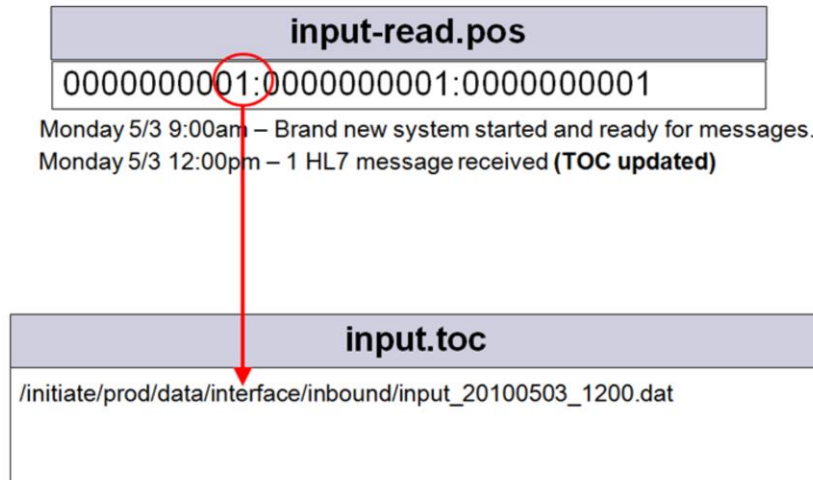 input-read.pos
0000000001:0000000001:0000000001
Monday 5/3 9:00am – Brand new system started and ready for messages.
Monday 5/3 12:00pm – 1 HL7 message received (TOC updated)
input.toc
/initiate/prod/data/interface/inbound/input_20100503_1200.dat